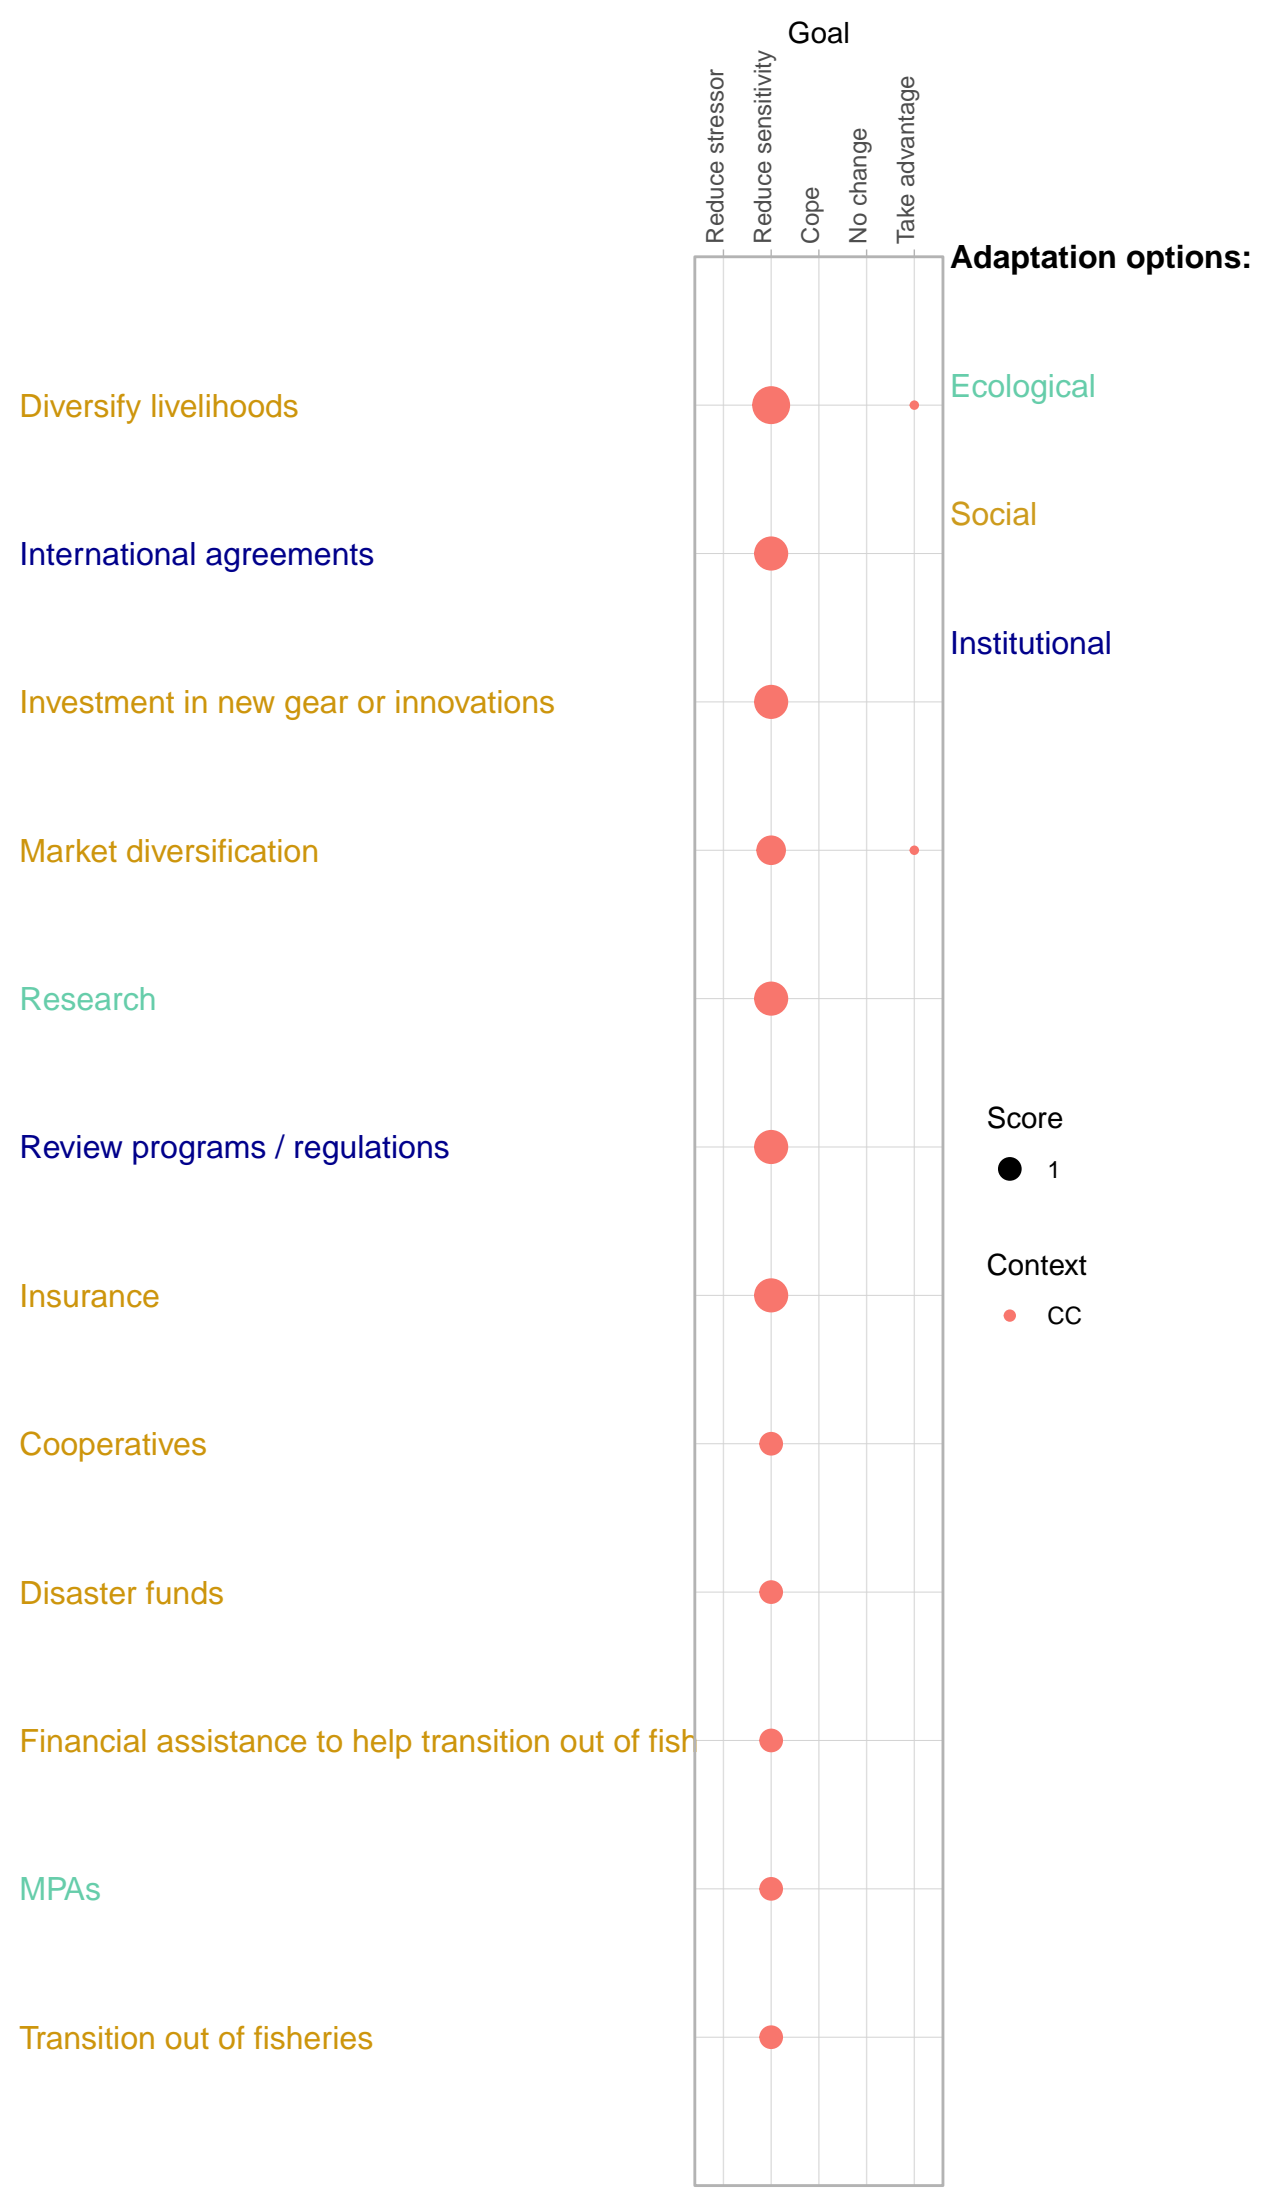 Goal
Reduce stressor
Reduce sensitivity
Cope
No change
Take advantage
Adaptation options:
Ecological
Social
Institutional
Diversify livelihoods
International agreements
Investment in new gear or innovations
Market diversification
Research
Review programs / regulations
Insurance
Cooperatives
Disaster funds
Financial assistance to help transition out of fish
MPAs
Transition out of fisheries
Score
1
Context
CC